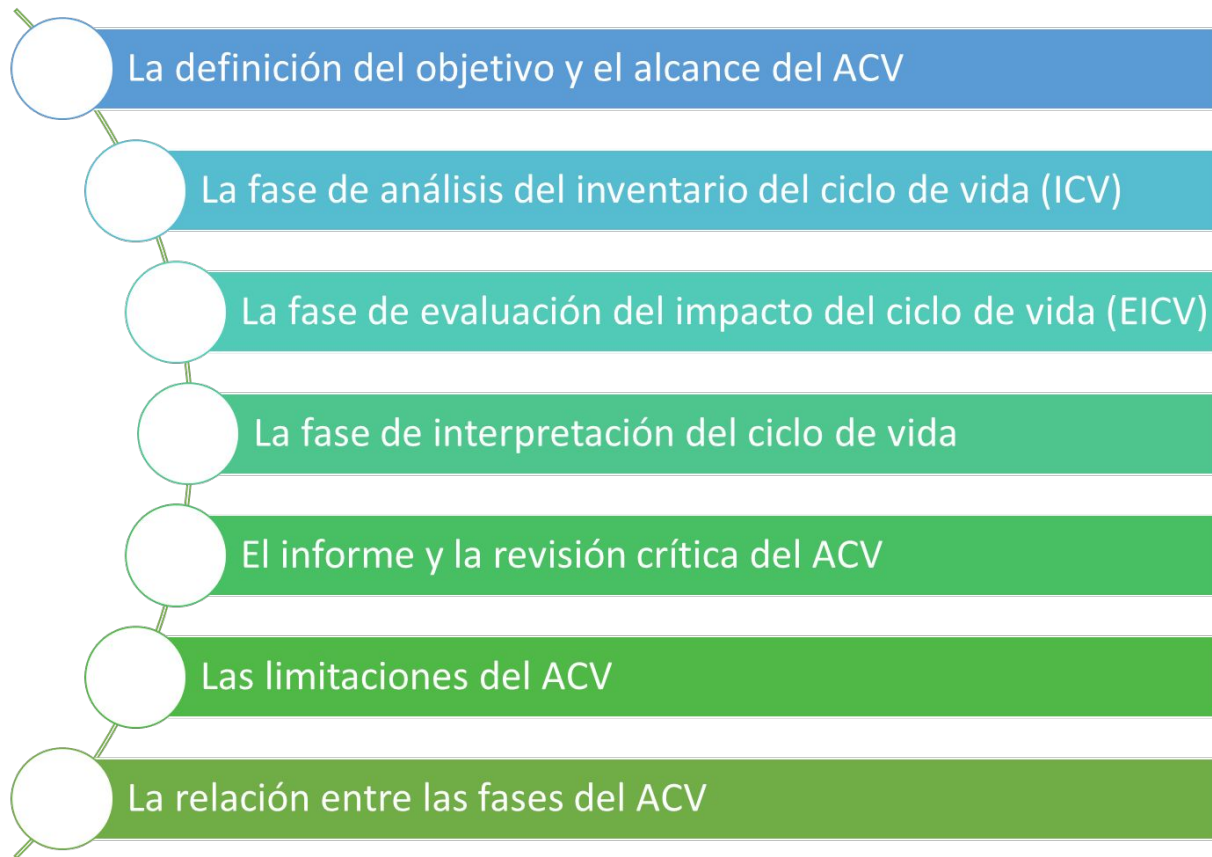 La definición del objetivo y el alcance del ACV
La fase de análisis del inventario del ciclo de vida (ICV)
La fase de evaluación del impacto del ciclo de vida (EICV)
La fase de interpretación del ciclo de vida
El informe y la revisión crítica del ACV
Las limitaciones del ACV
La relación entre las fases del ACV